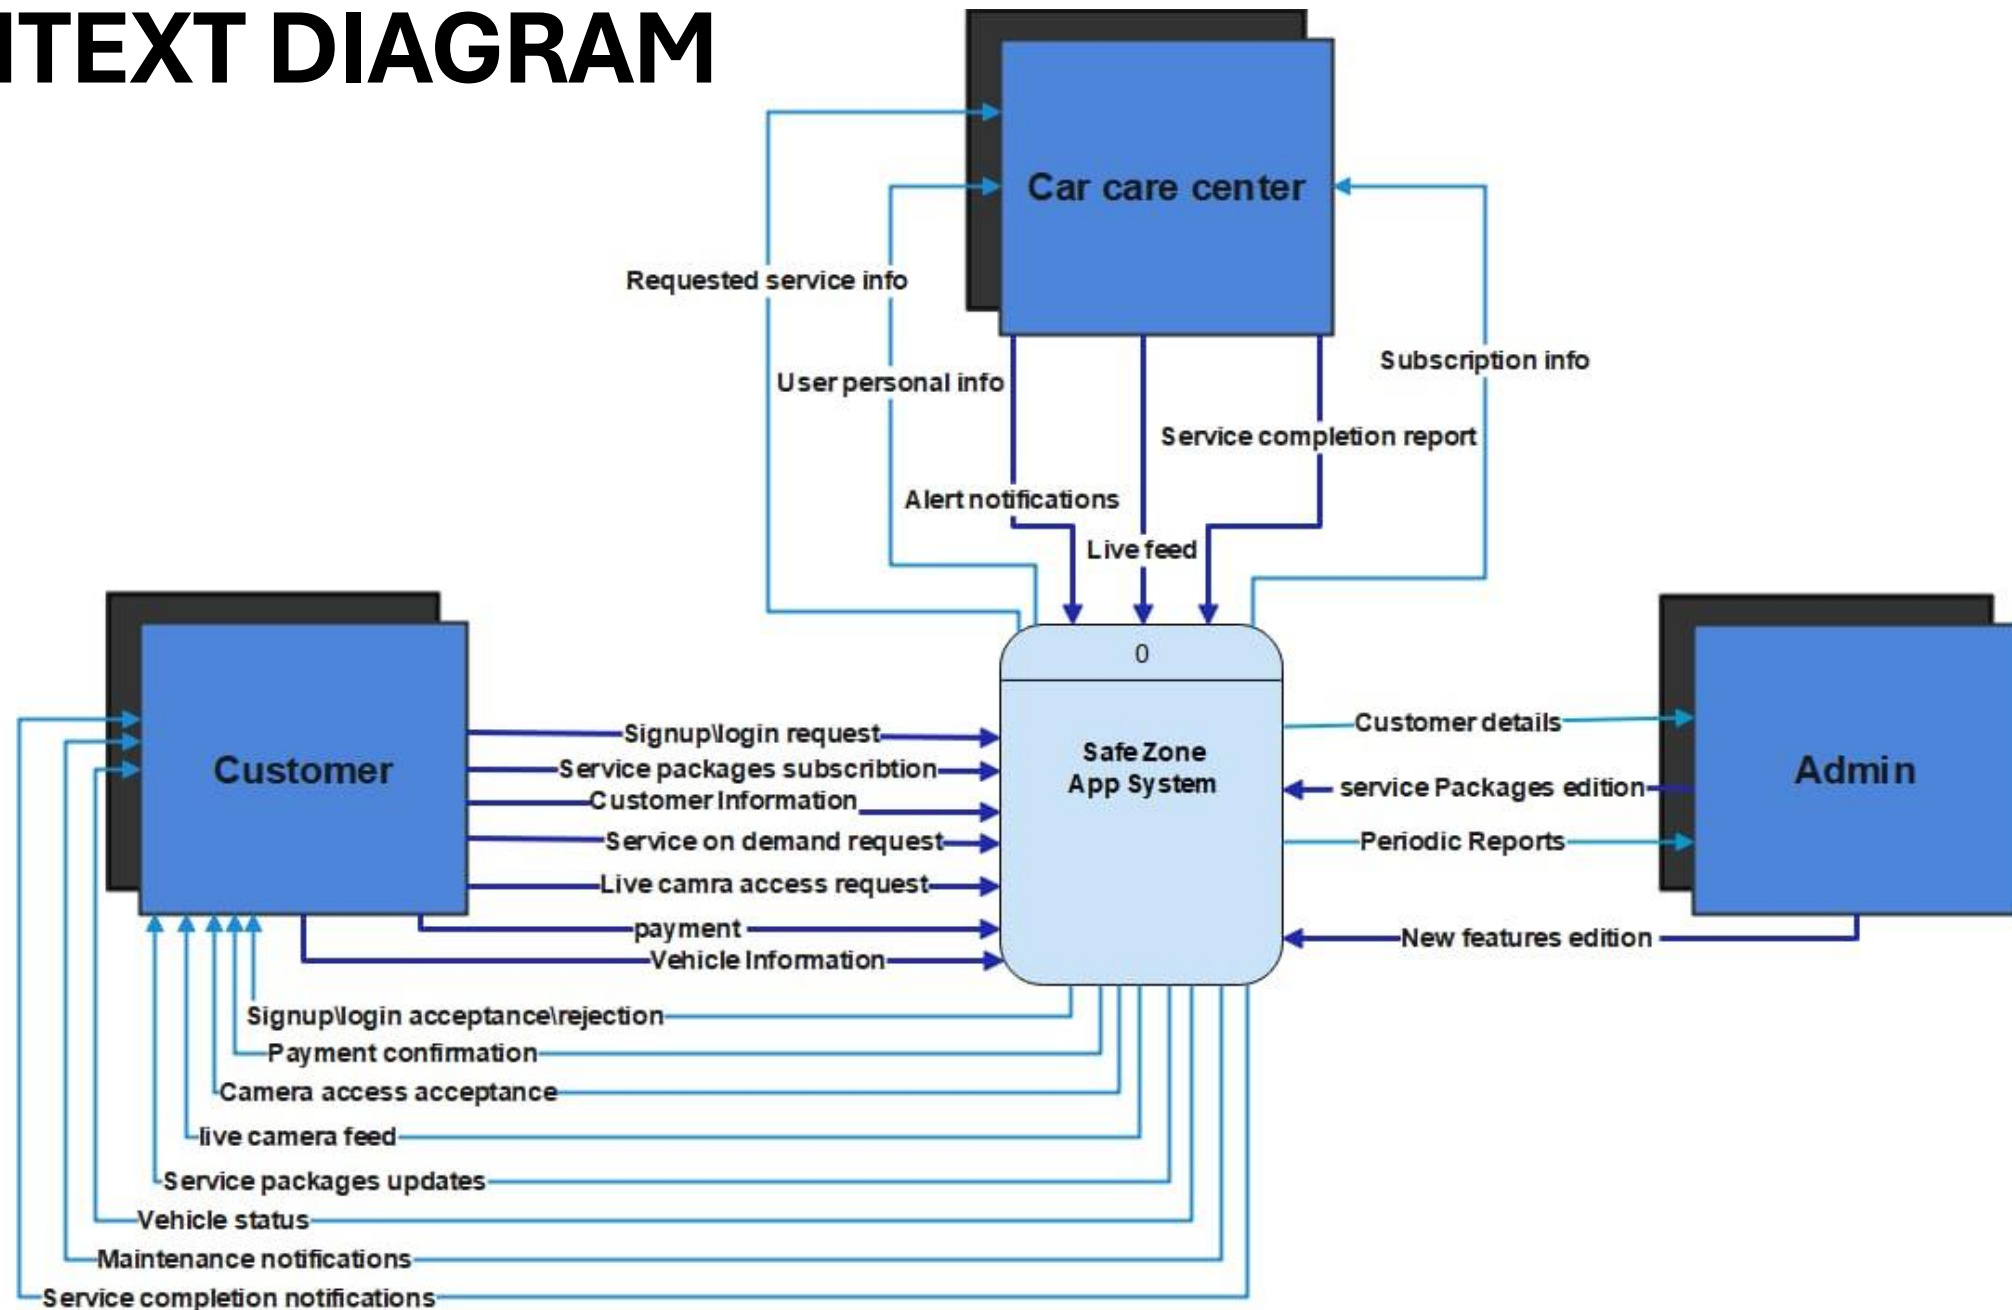 NTEXT DIAGRAM
Car care center
Requested service info
Subscription info
User personal info
Service completion report
Alert notifications
Live feed
0
Safe Zone
App System
Customer
Admin
Signup\login request
Service packages subscribtion
Customer Information
Service on demand request
Live camra access request
payment
Vehicle Information
Customer details
service Packages edition
Periodic Reports
New features edition
Signup\login acceptance\rejection
Payment confirmation
Camera access acceptance
live camera feed
Service packages updates
Vehicle status
Maintenance notifications
Service completion notifications